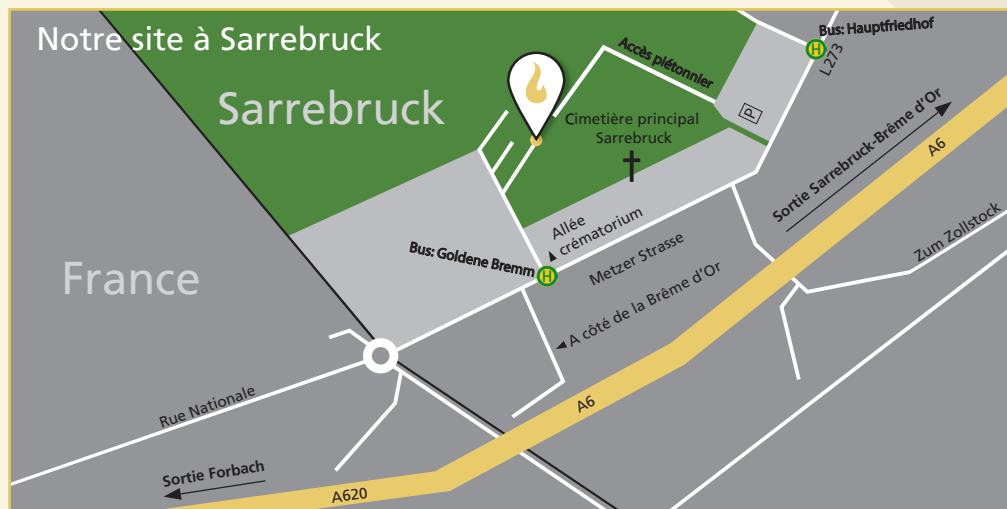 Notre site à Sarrebruck
Bus: Hauptfriedhof
L273
Accès piétonnier
Sarrebruck
P
Cimetière principal
Sarrebruck
Sortie Sarrebruck-Brême d'Or
A6
Zum Zollstock
Allée
crématorium
Metzer Strasse
Bus: Goldene Bremm
H
H
A côté de la Brême d'Or
France
Rue Nationale
A6
Sortie Forbach
A620